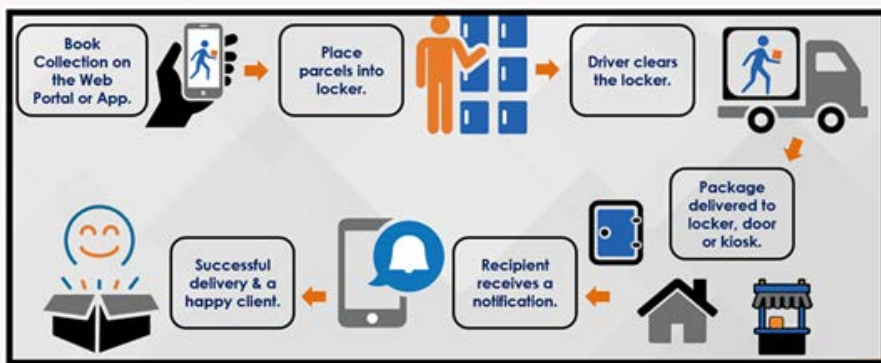 Book
Collection on
the Web
Portal or App.
Place
parcels into
locker.
Driver clears
the locker.
Package
delivered to
locker, door
or kiosk.
Recipient
receives a
notification.
Successful
delivery & a
happy client.